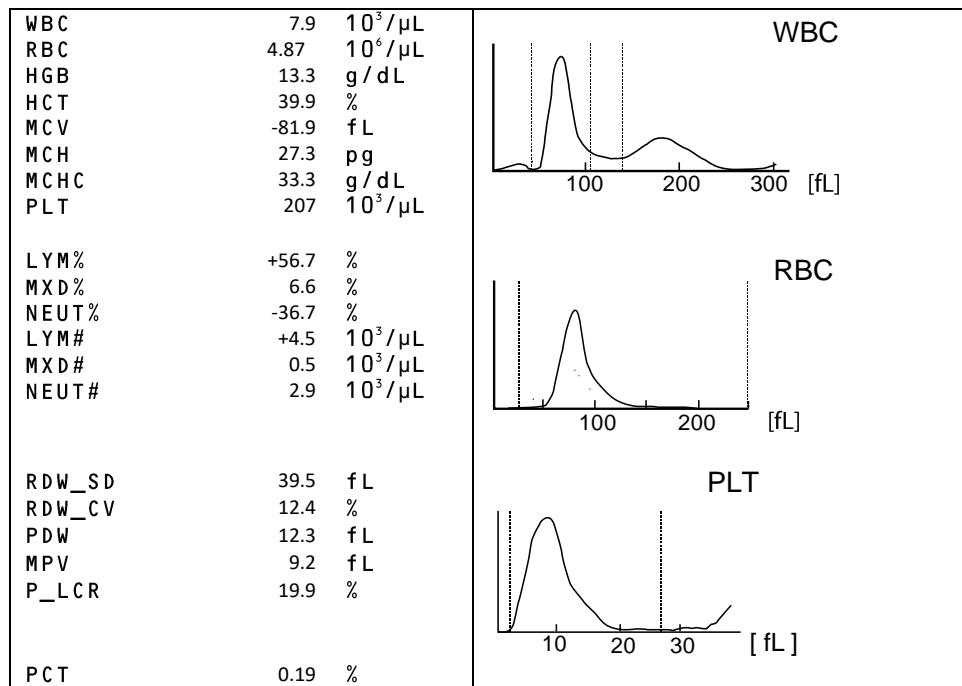 WBC 7.9 10³/µL
RBC 4.87 10⁶/µL
HGB 13.3 g/dL
HCT 39.9 %
MCV -81.9 fL
MCH 27.3 pg
MCHC 33.3 g/dL
PLT 207 10³/µL
LYM% +56.7 %
MXD% 6.6 %
NEUT% -36.7 %
LYM# +4.5 10³/µL
MXD# 0.5 10³/µL
NEUT# 2.9 10³/µL
RDW_SD 39.5 fL
RDW_CV 12.4 %
PDW 12.3 fL
MPV 9.2 fL
P_LCR 19.9 %
PCT 0.19 %
WBC
100 200 300 [fL]
RBC
100 200 [fL]
PLT
10 20 30 [ fL ]